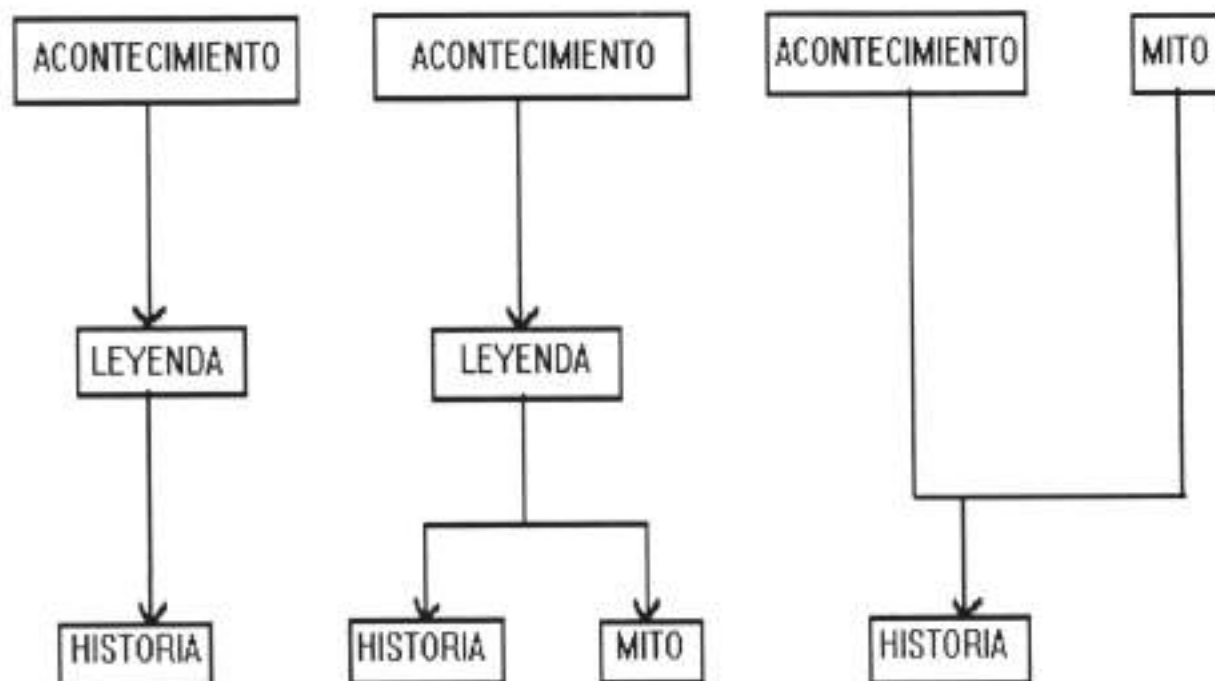 ACONTECIMIENTO
ACONTECIMIENTO
ACONTECIMIENTO
MITO
LEYENDA
LEYENDA
HISTORIA
HISTORIA
MITO
HISTORIA